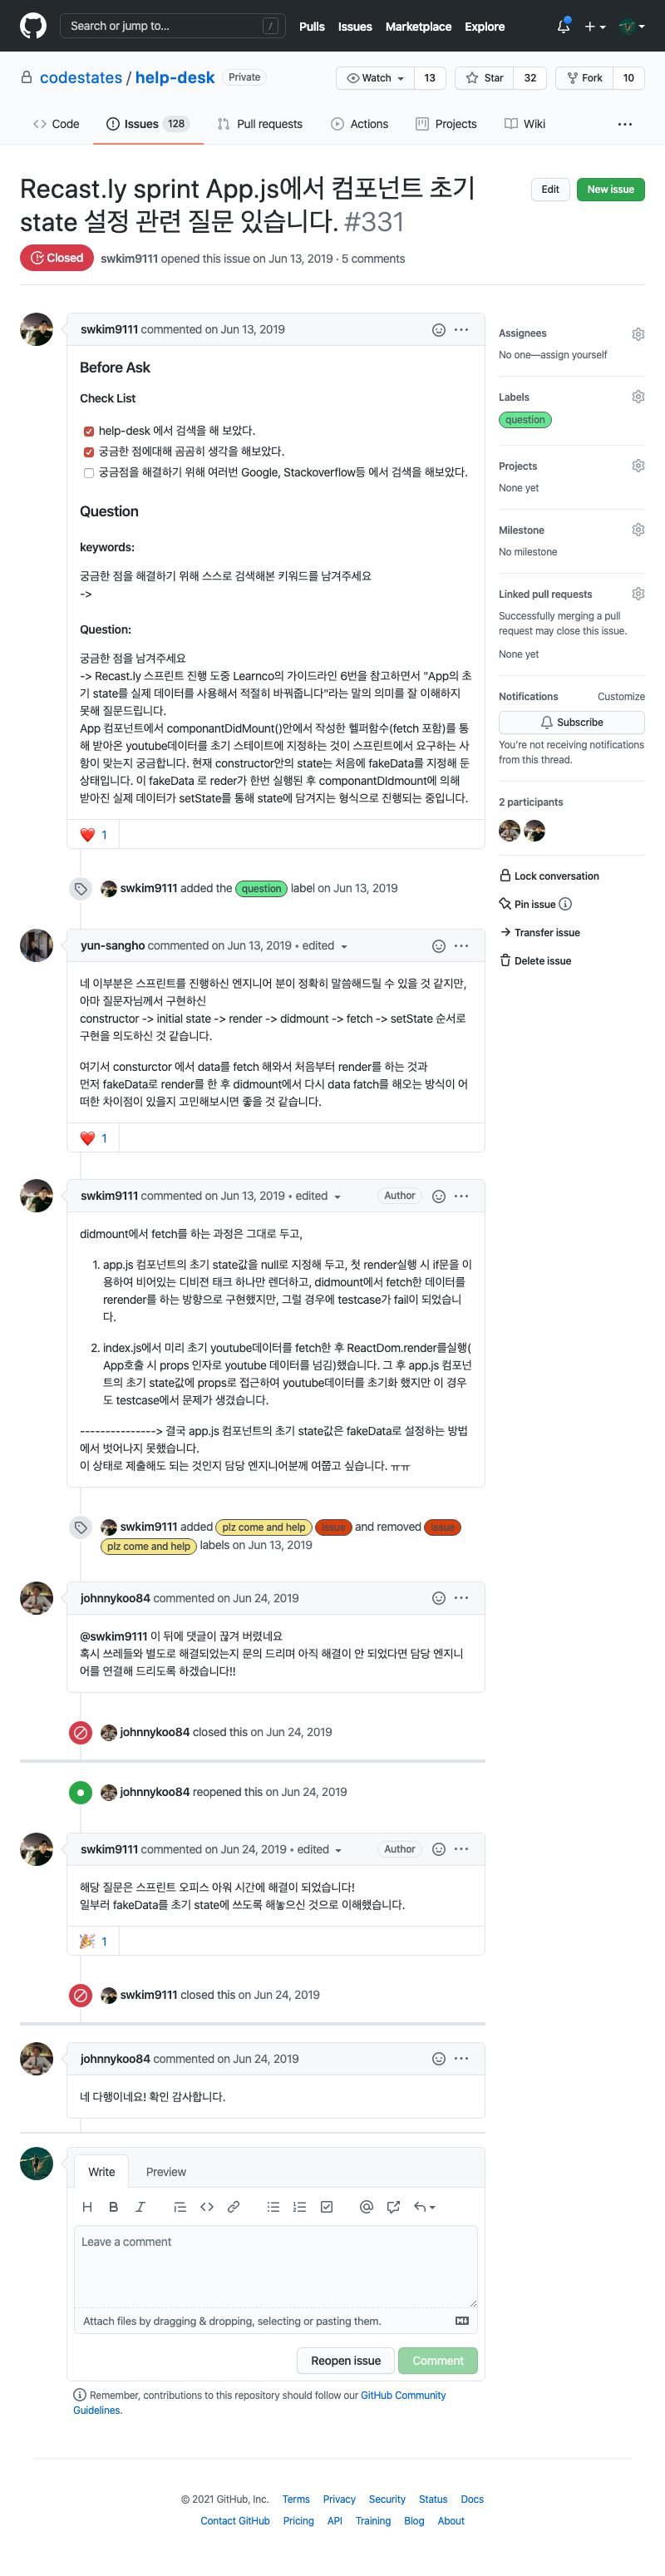 Search or jump to...
/
Pulls Issues Marketplace Explore
codestates / help-desk Private
Watch 13 Star 32 Fork 10
Code Issues 128 Pull requests Actions Projects Wiki
Recast.ly sprint App.js에서 컴포넌트 초기
state 설정 관련 질문 있습니다. #331
Edit New issue
Closed swkim9111 opened this issue on Jun 13, 2019 · 5 comments
swkim9111 commented on Jun 13, 2019
Before Ask
Check List
help-desk 에서 검색을 해 보았다.
궁금한 점에대해 곰곰히 생각을 해보았다.
궁금점을 해결하기 위해 여러번 Google, Stackoverflow등 에서 검색을 해보았다.
Question
keywords:
궁금한 점을 해결하기 위해 스스로 검색해본 키워드를 남겨주세요
->
Question:
궁금한 점을 남겨주세요
-> Recast.ly 스프린트 진행 도중 Learnco의 가이드라인 6번을 참고하면서 "App의 초
기 state를 실제 데이터를 사용해서 적절히 바꿔줍니다"라는 말의 의미를 잘 이해하지
못해 질문드립니다.
App 컴포넌트에서 componantDidMount()안에서 작성한 헬퍼함수(fetch 포함)를 통
해 받아온 youtube데이터를 초기 스테이트에 지정하는 것이 스프린트에서 요구하는 사
항이 맞는지 궁금합니다. 현재 constructor안의 state는 처음에 fakeData를 지정해 둔
상태입니다. 이 fakeData 로 reder가 한번 실행된 후 componantDIdmount에 의해
받아진 실제 데이터가 setState를 통해 state에 담겨지는 형식으로 진행되는 중입니다.
1
swkim9111 added the question label on Jun 13, 2019
yun-sangho commented on Jun 13, 2019 • edited
네 이부분은 스프린트를 진행하신 엔지니어 분이 정확히 말씀해드릴 수 있을 것 같지만,
아마 질문자님께서 구현하신
constructor -> initial state -> render -> didmount -> fetch -> setState 순서로
구현을 의도하신 것 같습니다.
여기서 consturctor 에서 data를 fetch 해와서 처음부터 render를 하는 것과
먼저 fakeData로 render를 한 후 didmount에서 다시 data fatch를 해오는 방식이 어
떠한 차이점이 있을지 고민해보시면 좋을 것 같습니다.
1
swkim9111 commented on Jun 13, 2019 • edited Author
didmount에서 fetch를 하는 과정은 그대로 두고,
1. app.js 컴포넌트의 초기 state값을 null로 지정해 두고, 첫 render실행 시 if문을 이
용하여 비어있는 디비젼 태크 하나만 렌더하고, didmount에서 fetch한 데이터를
rerender를 하는 방향으로 구현했지만, 그럴 경우에 testcase가 fail이 되었습니
다.
2. index.js에서 미리 초기 youtube데이터를 fetch한 후 ReactDom.render를실행(
App호출 시 props 인자로 youtube 데이터를 넘김)했습니다. 그 후 app.js 컴포넌
트의 초기 state값에 props로 접근하여 youtube데이터를 초기화 했지만 이 경우
도 testcase에서 문제가 생겼습니다.
---------------> 결국 app.js 컴포넌트의 초기 state값은 fakeData로 설정하는 방법
에서 벗어나지 못했습니다.
이 상태로 제출해도 되는 것인지 담당 엔지니어분께 여쭙고 싶습니다. ㅠㅠ
swkim9111 added plz come and help issue and removed issue
plz come and help labels on Jun 13, 2019
johnnykoo84 commented on Jun 24, 2019
@swkim9111 이 뒤에 댓글이 끊겨 버렸네요
혹시 쓰레들와 별도로 해결되었는지 문의 드리며 아직 해결이 안 되었다면 담당 엔지니
어를 연결해 드리도록 하겠습니다!!
johnnykoo84 closed this on Jun 24, 2019
johnnykoo84 reopened this on Jun 24, 2019
swkim9111 commented on Jun 24, 2019 • edited Author
해당 질문은 스프린트 오피스 아워 시간에 해결이 되었습니다!
일부러 fakeData를 초기 state에 쓰도록 해놓으신 것으로 이해했습니다.
1
swkim9111 closed this on Jun 24, 2019
johnnykoo84 commented on Jun 24, 2019
네 다행이네요! 확인 감사합니다.
Write Preview
Leave a comment
Attach files by dragging & dropping, selecting or pasting them.
Reopen issue Comment
Remember, contributions to this repository should follow our GitHub Community
Guidelines.
Assignees
No one—assign yourself
Labels
question
Projects
None yet
Milestone
No milestone
Linked pull requests
Successfully merging a pull
request may close this issue.
None yet
Notifications Customize
Subscribe
You're not receiving notifications
from this thread.
2 participants
Lock conversation
Pin issue
Transfer issue
Delete issue
© 2021 GitHub, Inc. Terms Privacy Security Status Docs
Contact GitHub Pricing API Training Blog About